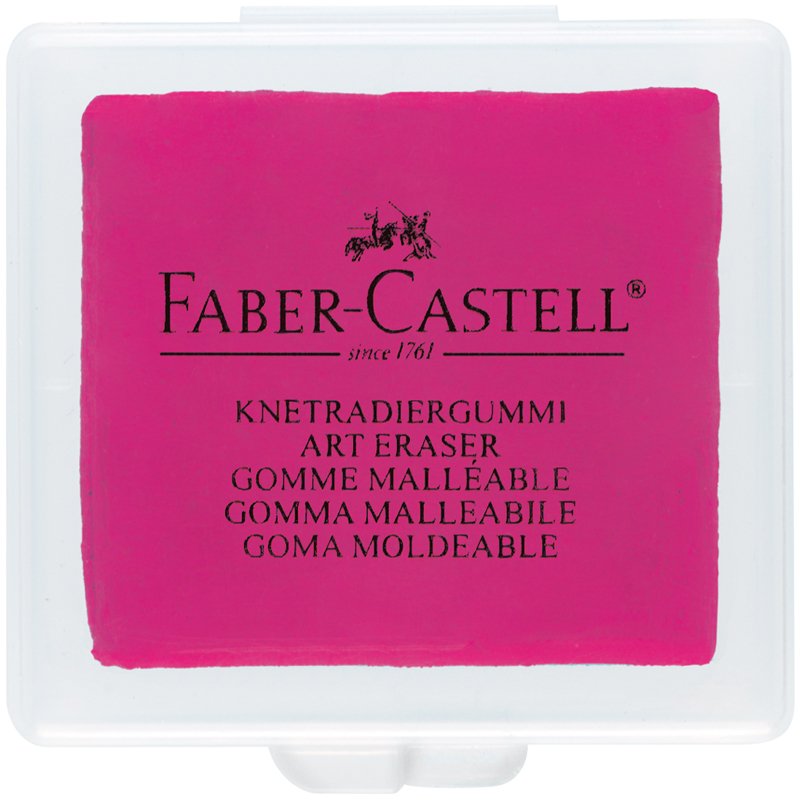 FABER-CASTELL®
since 1761
KNETRADIERGUMMI
ART ERASER
GOMME MALLÉABLE
GOMMA MALLEABILE
GOMA MOLDEABLE